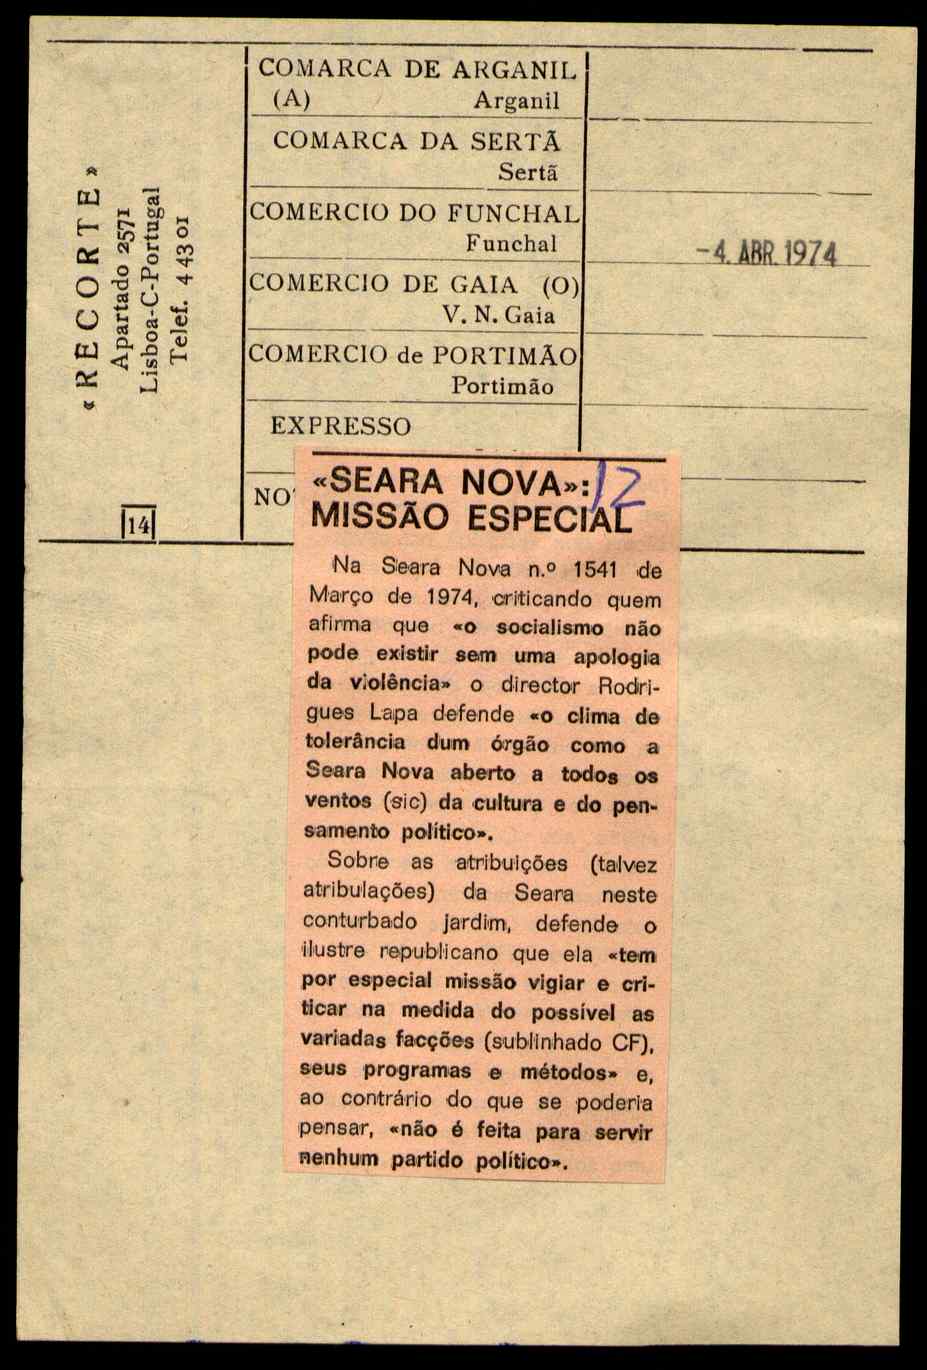 «RECORTE»
Apartado 2571
Lisboa-C-Portugal
Telef. 4 43 01
14
COMARCA DE ARGANIL
(A) Arganil
COMARCA DA SERTÃ
Sertã
COMERCIO DO FUNCHAL
Funchal
-4. ABR. 1974
COMERCIO DE GAIA (O)
V. N. Gaia
COMERCIO de PORTIMÃO
Portimão
EXPRESSO
«SEARA NOVA»: 12
MISSÃO ESPECIAL
Na Seara Nova n.º 1541 de
Março de 1974, criticando quem
afirma que «o socialismo não
pode existir sem uma apologia
da violência» o director Rodri-
gues Lapa defende «o clima de
tolerância dum órgão como a
Seara Nova aberto a todos os
ventos (sic) da cultura e do pen-
samento político».
Sobre as atribuições (talvez
atribulações) da Seara neste
conturbado jardim, defende o
ilustre republicano que ela «tem
por especial missão vigiar e cri-
ticar na medida do possível as
variadas facções (sublinhado CF),
seus programas e métodos» e,
ao contrário do que se poderia
pensar, «não é feita para servir
nenhum partido político».